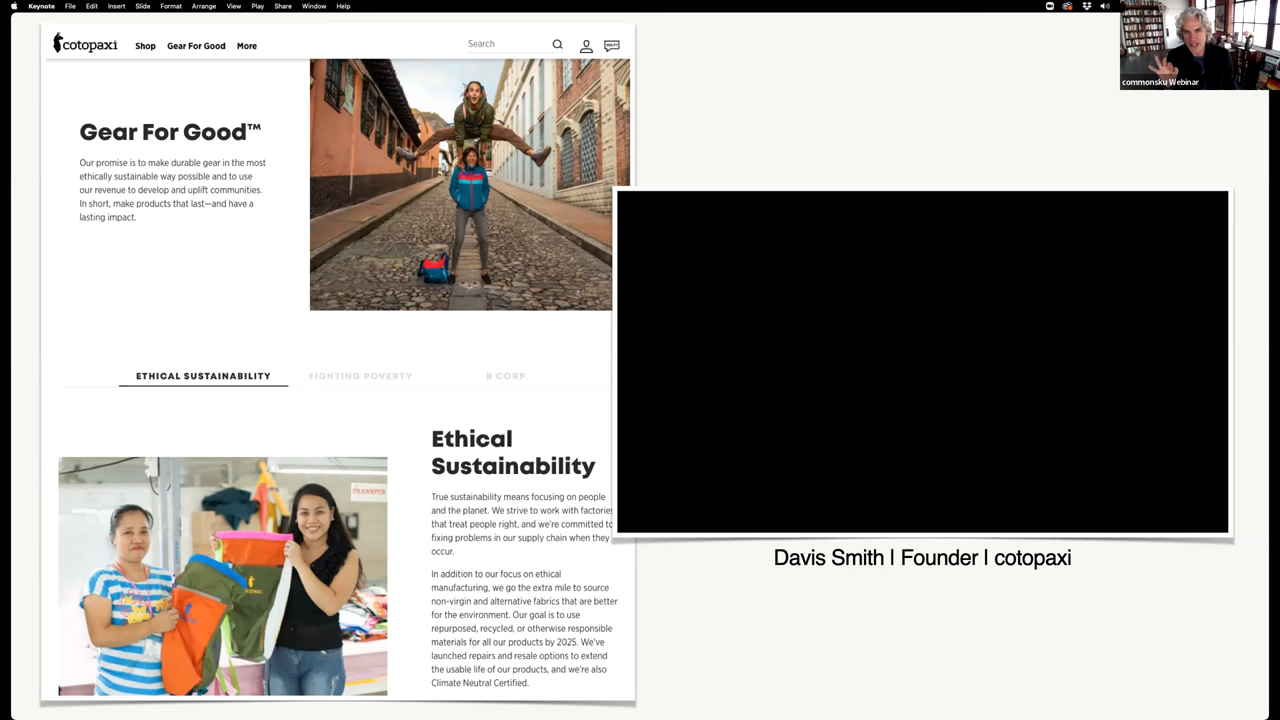 Keynote File Edit Insert Slide Format Arrange View Play Share Window Help
commonsku Webinar
cotopaxi Shop Gear For Good More Search
Gear For Good™
Our promise is to make durable gear in the most
ethically sustainable way possible and to use
our revenue to develop and uplift communities.
In short, make products that last—and have a
lasting impact.
ETHICAL SUSTAINABILITY FIGHTING POVERTY B CORP
Ethical
Sustainability
True sustainability means focusing on people
and the planet. We strive to work with factories
that treat people right, and we're committed to
fixing problems in our supply chain when they
occur.
In addition to our focus on ethical
manufacturing, we go the extra mile to source
non-virgin and alternative fabrics that are better
for the environment. Our goal is to use
repurposed, recycled, or otherwise responsible
materials for all our products by 2025. We've
launched repairs and resale options to extend
the usable life of our products, and we're also
Climate Neutral Certified.
TRANSFER
cotopaxi
Davis Smith | Founder | cotopaxi